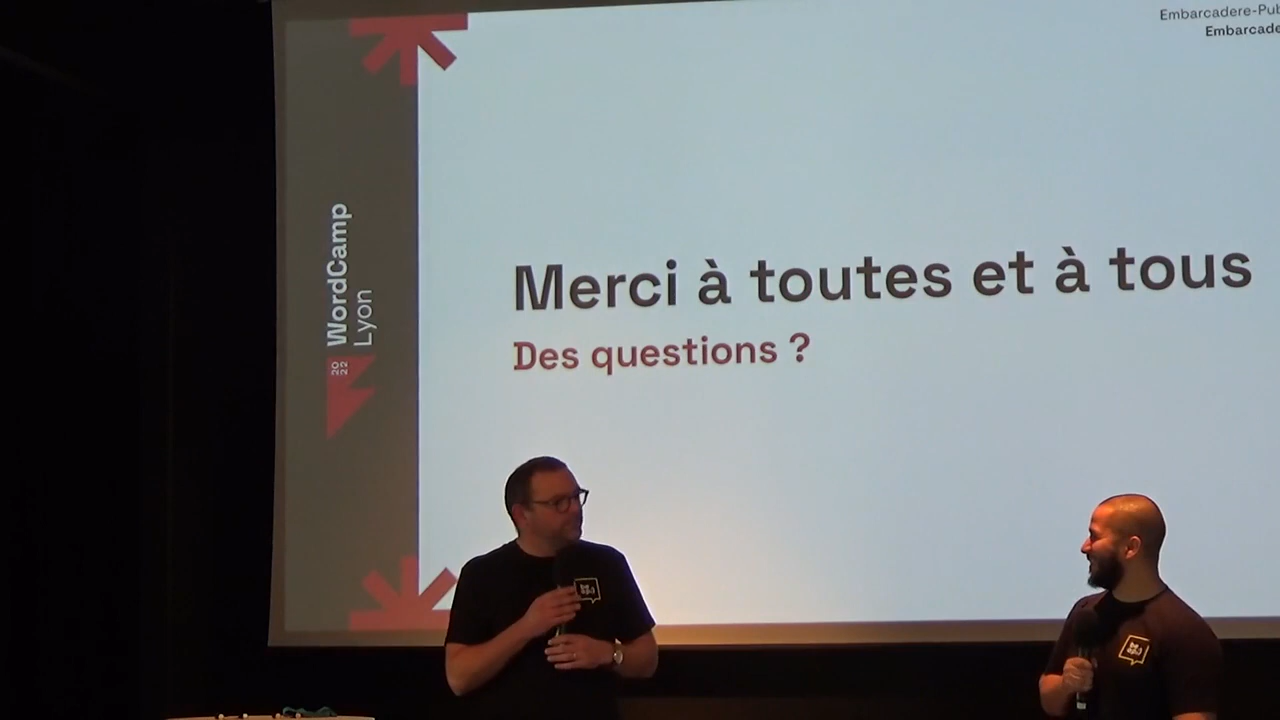 Embarcadere-Pub
Embarcade
WordCamp
Lyon
20
22
Merci à toutes et à tous
Des questions ?